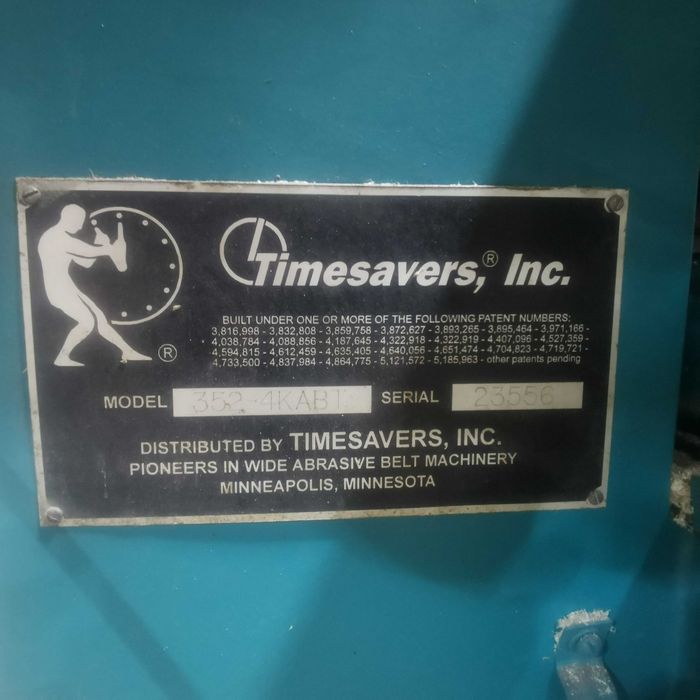 Timesavers,® Inc.
BUILT UNDER ONE OR MORE OF THE FOLLOWING PATENT NUMBERS:
3,816,998 - 3,832,808 - 3,859,758 - 3,872,627 - 3,893,265 - 3,895,464 - 3,971,166 -
4,038,784 - 4,088,856 - 4,187,645 - 4,322,918 - 4,322,919 - 4,407,096 - 4,527,359 -
4,594,815 - 4,612,459 - 4,635,405 - 4,640,056 - 4,651,474 - 4,704,823 - 4,719,721 -
4,733,500 - 4,837,984 - 4,864,775 - 5,121,572 - 5,185,963 - other patents pending
®
MODEL SERIAL 23556
DISTRIBUTED BY TIMESAVERS, INC.
PIONEERS IN WIDE ABRASIVE BELT MACHINERY
MINNEAPOLIS, MINNESOTA